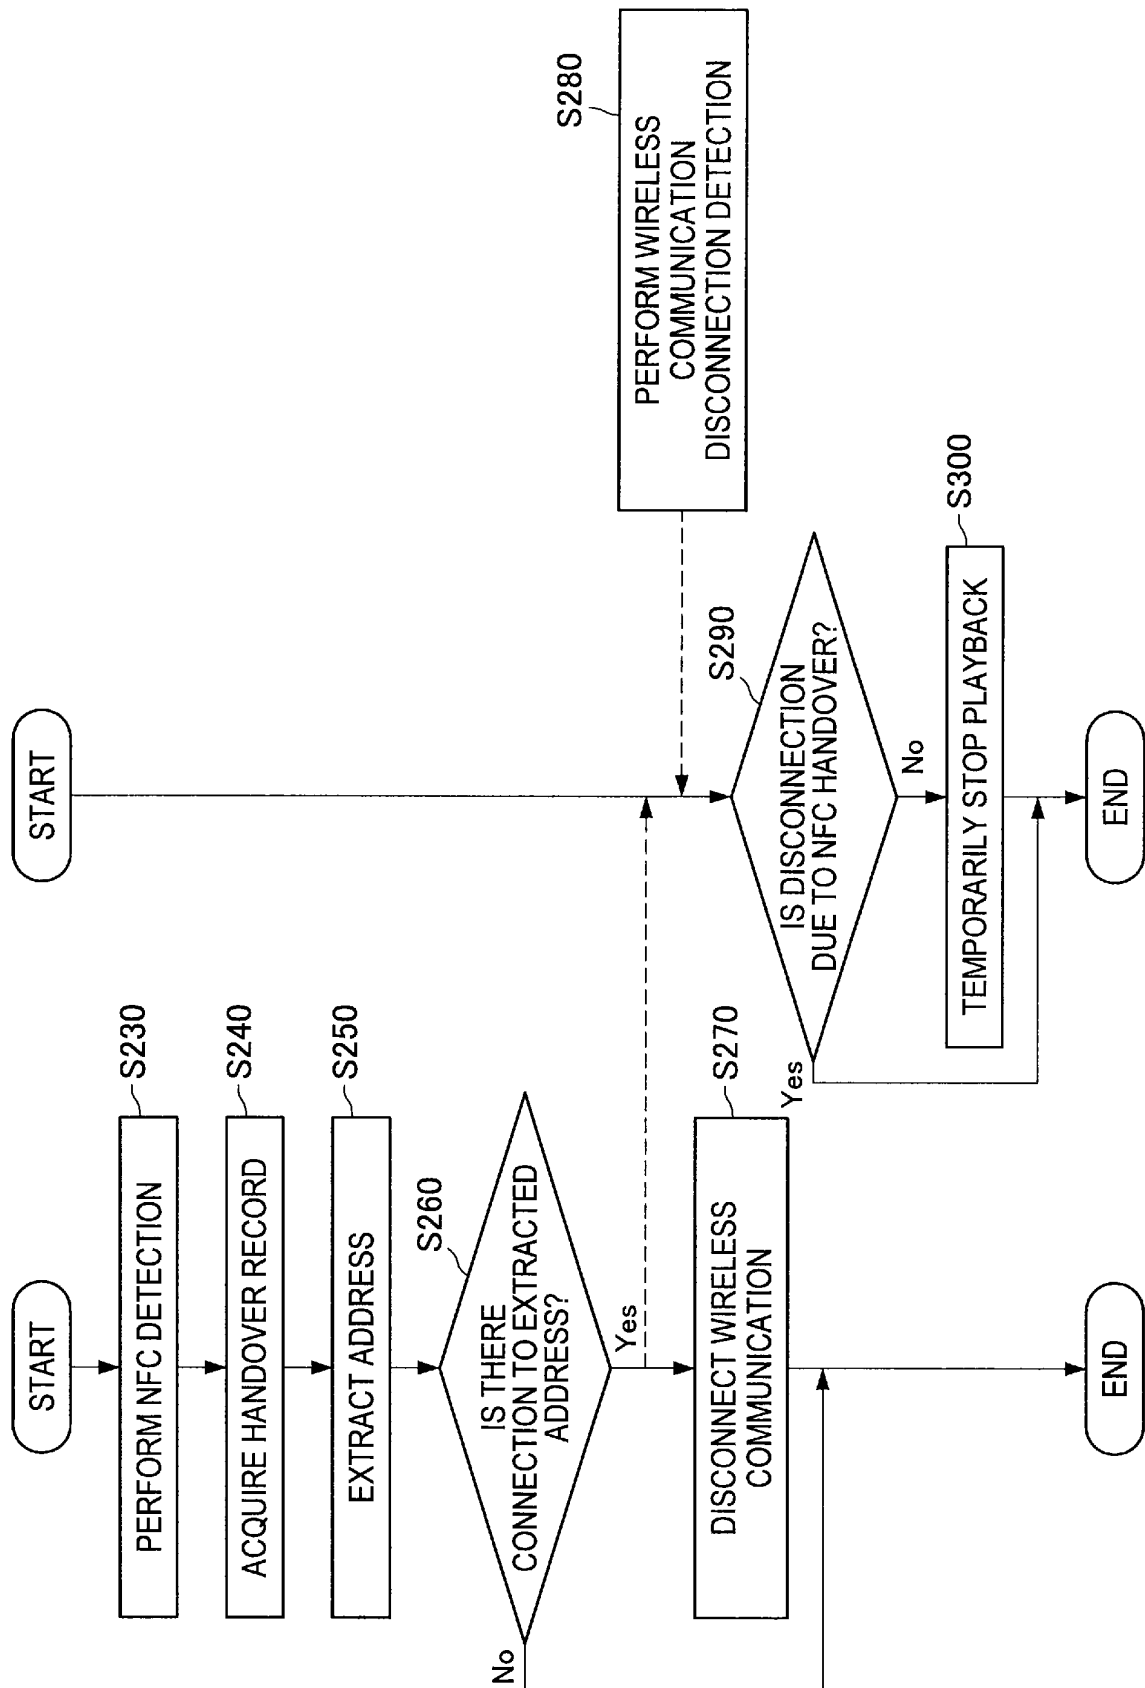 START
PERFORM NFC DETECTION
S230
ACQUIRE HANDOVER RECORD
S240
EXTRACT ADDRESS
S250
IS THERE
CONNECTION TO EXTRACTED
ADDRESS?
S260
No
Yes
DISCONNECT WIRELESS
COMMUNICATION
S270
END
START
PERFORM WIRELESS
COMMUNICATION
DISCONNECTION DETECTION
S280
IS DISCONNECTION
DUE TO NFC HANDOVER?
S290
Yes
No
TEMPORARILY STOP PLAYBACK
S300
END